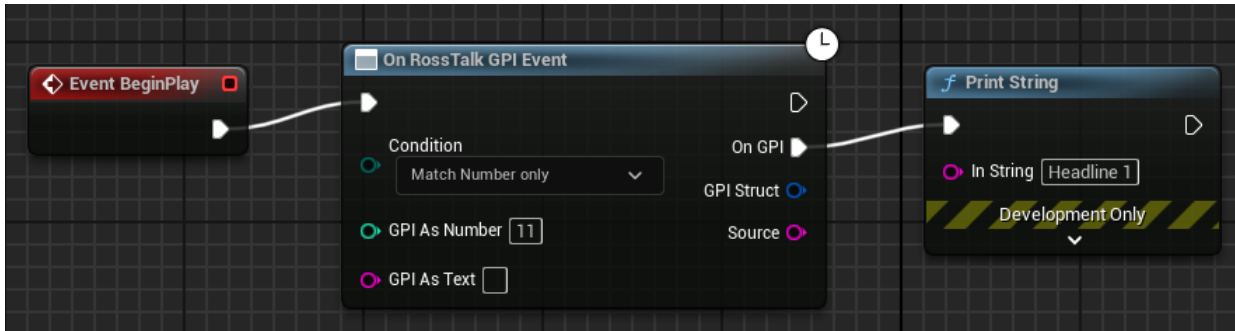 Event BeginPlay
On RossTalk GPI Event
Condition
Match Number only
GPI As Number 11
GPI As Text
On GPI
GPI Struct
Source
Print String
In String Headline 1
Development Only